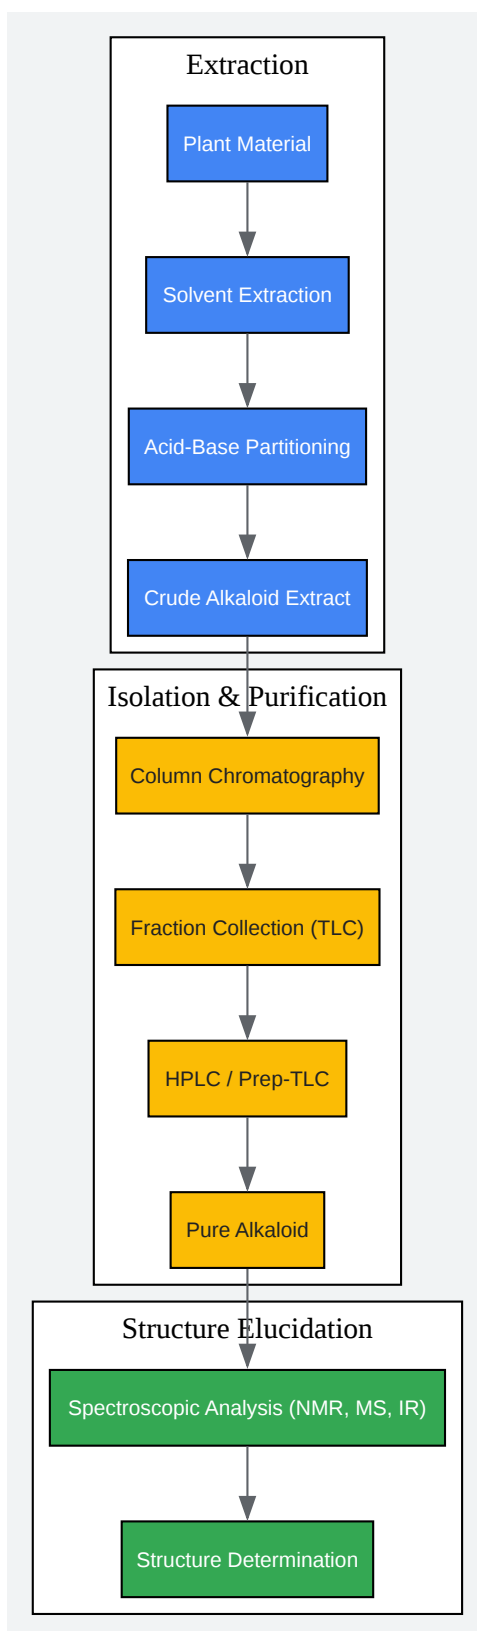 Extraction
Plant Material
Solvent Extraction
Acid-Base Partitioning
Crude Alkaloid Extract
Isolation & Purification
Column Chromatography
Fraction Collection (TLC)
HPLC / Prep-TLC
Pure Alkaloid
Structure Elucidation
Spectroscopic Analysis (NMR, MS, IR)
Structure Determination